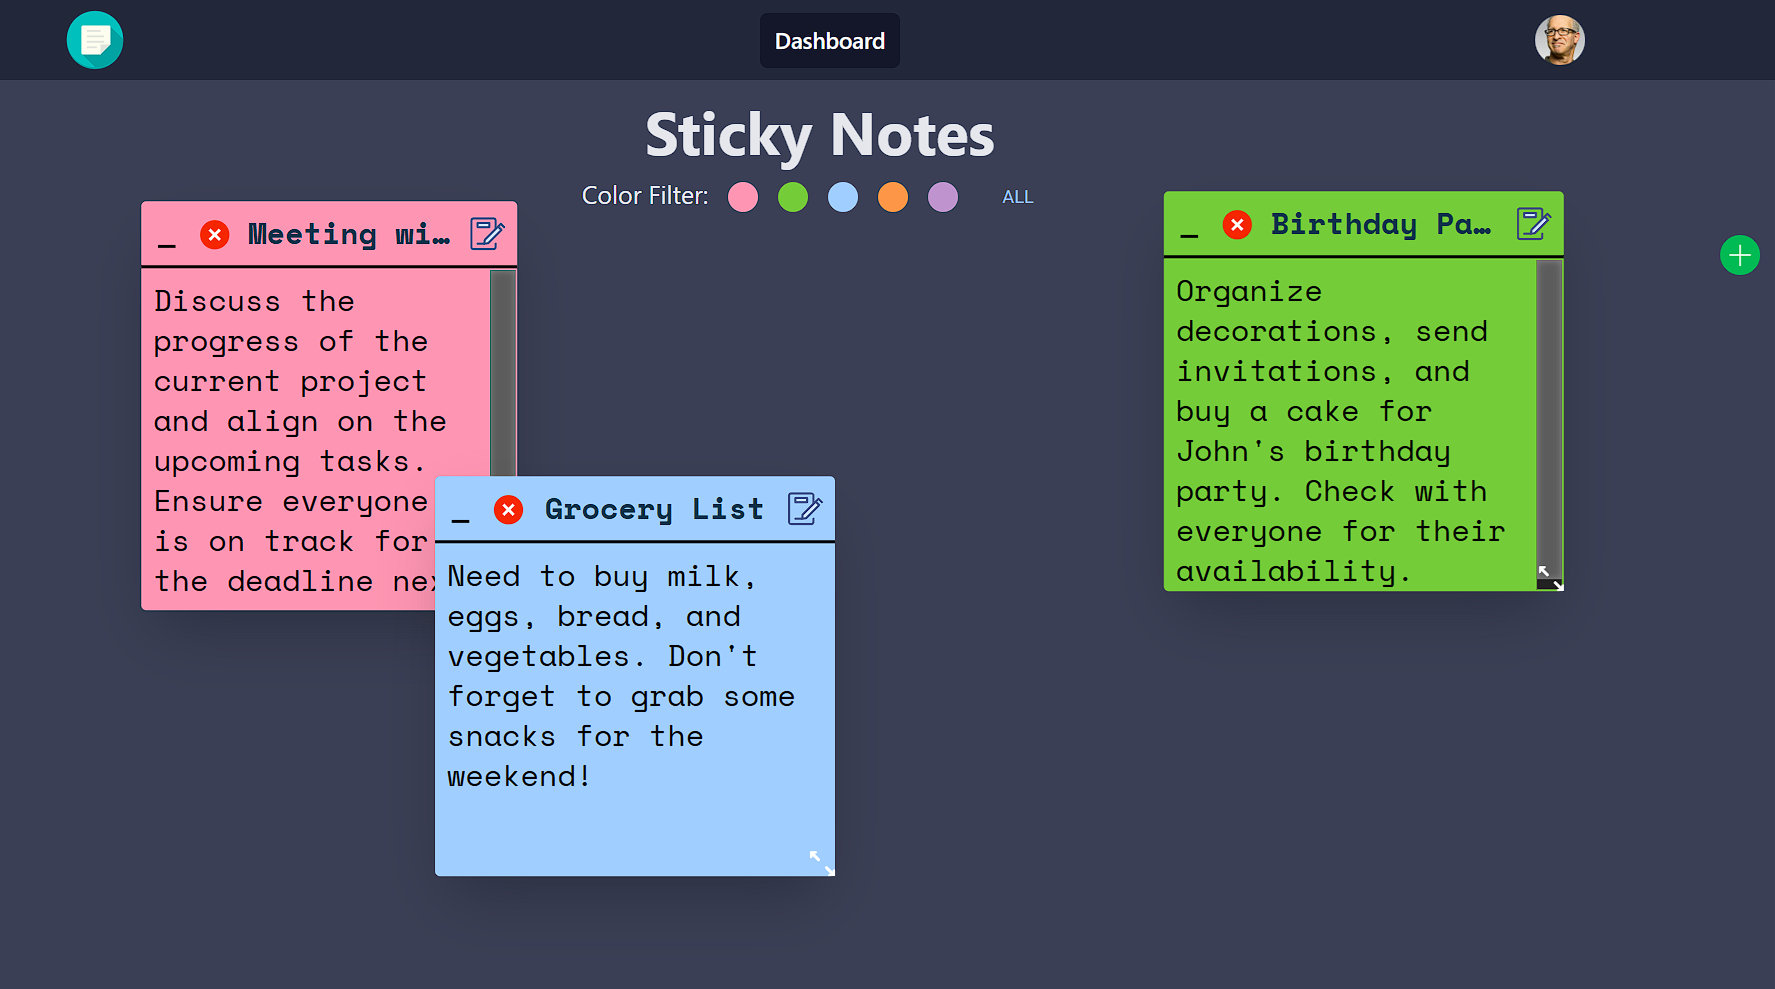 Dashboard
Sticky Notes
Color Filter:
ALL
Meeting wi…
Discuss the
progress of the
current project
and align on the
upcoming tasks.
Ensure everyone
is on track for
the deadline
Grocery List
Need to buy milk,
eggs, bread, and
vegetables. Don't
forget to grab some
snacks for the
weekend!
Birthday Pa…
Organize
decorations, send
invitations, and
buy a cake for
John's birthday
party. Check with
everyone for their
availability.